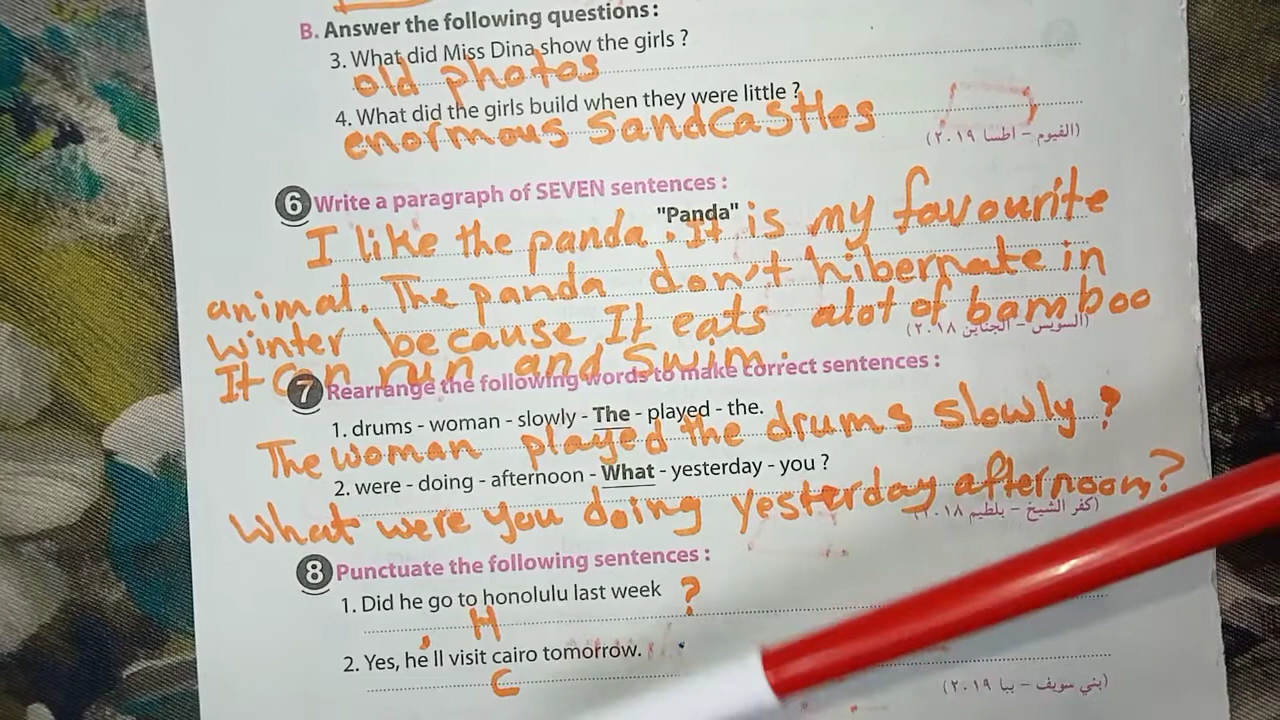 B. Answer the following questions:
3. What did Miss Dina show the girls ?
old photos
4. What did the girls build when they were little ?
enormous Sandcastles
(الفيوم – اطسا ٢٠١٩)
6 Write a paragraph of SEVEN sentences :
"Panda"
I like the panda. It is my favourite
animal. The panda don't hibernate in
winter because It eats alot of bamboo
(السويس – الجناين ٢٠١٨)
It can run and swim.
7 Rearrange the following words to make correct sentences :
1. drums - woman - slowly - The - played - the.
The woman played the drums slowly ?
2. were - doing - afternoon - What - yesterday - you ?
What were you doing yesterday afternoon?
(كفر الشيخ – بلطيم ٢٠١٨)
8 Punctuate the following sentences :
1. Did he go to honolulu last week ?
, H
2. Yes, he ll visit cairo tomorrow.
C
(بني سويف – ببا ٢٠١٩)